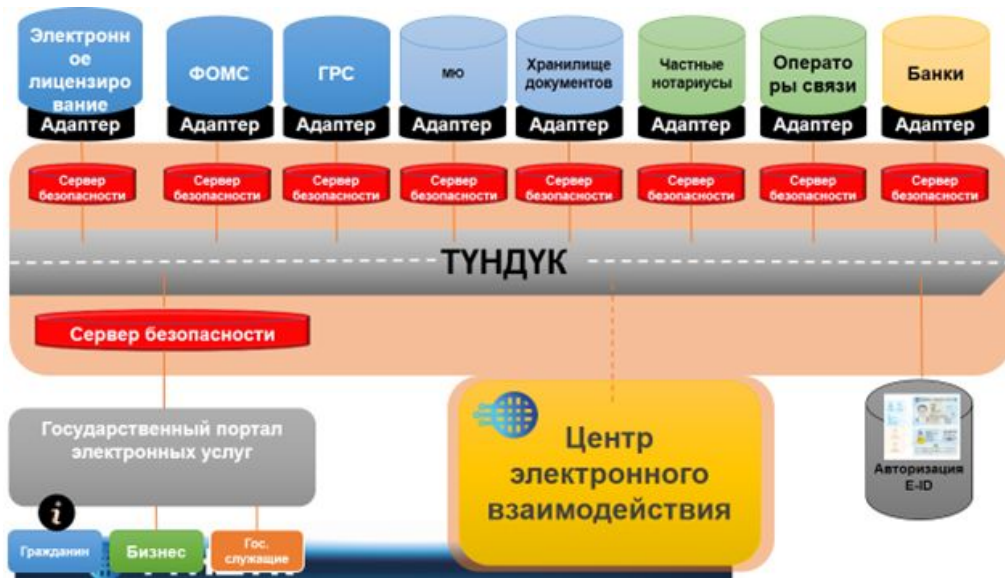 Электронн
ое
лицензиро
вание
Адаптер
ФОМС
Адаптер
ГРС
Адаптер
МЮ
Адаптер
Хранилище
документов
Адаптер
Частные
нотариусы
Адаптер
Операто
ры связи
Адаптер
Банки
Адаптер
Сервер
безопасности
Сервер
безопасности
Сервер
безопасности
Сервер
безопасности
Сервер
безопасности
Сервер
безопасности
Сервер
безопасности
Сервер
безопасности
ТҮНДҮК
Сервер безопасности
Государственный портал
электронных услуг
i
Гражданин
Бизнес
Гос.
служащие
Центр
электронного
взаимодействия
Авторизация
E-ID